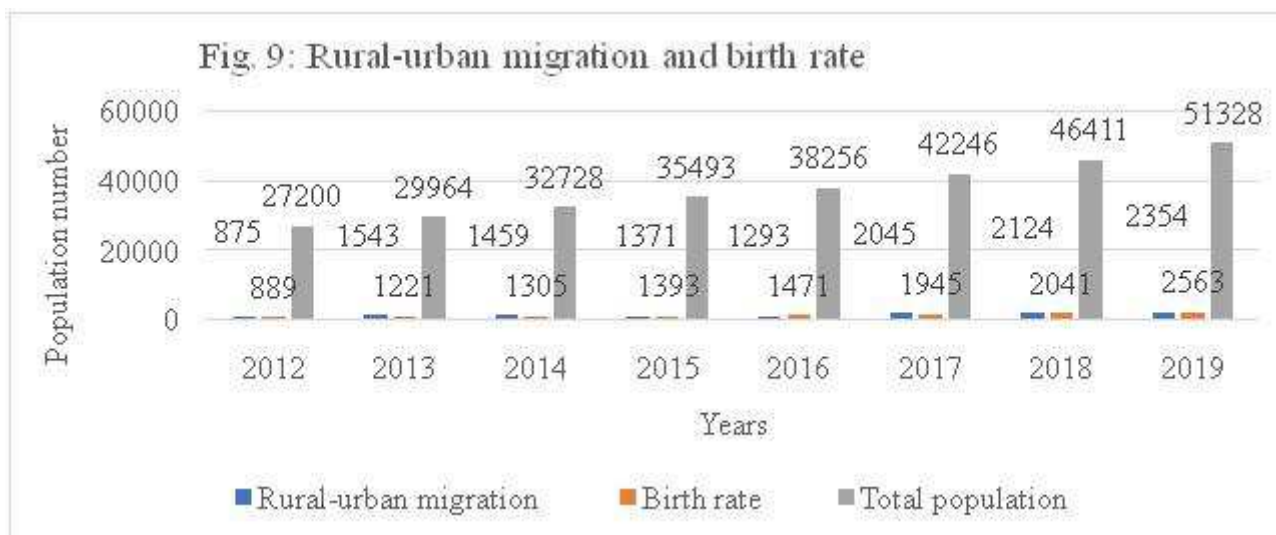 Fig. 9: Rural-urban migration and birth rate
Population number
60000
40000
20000
0
875 27200 1543 29964 1459 32728 1371 35493 1293 38256 2045 42246 2124 46411 2354 51328
889 1221 1305 1393 1471 1945 2041 2563
2012 2013 2014 2015 2016 2017 2018 2019
Years
Rural-urban migration Birth rate Total population